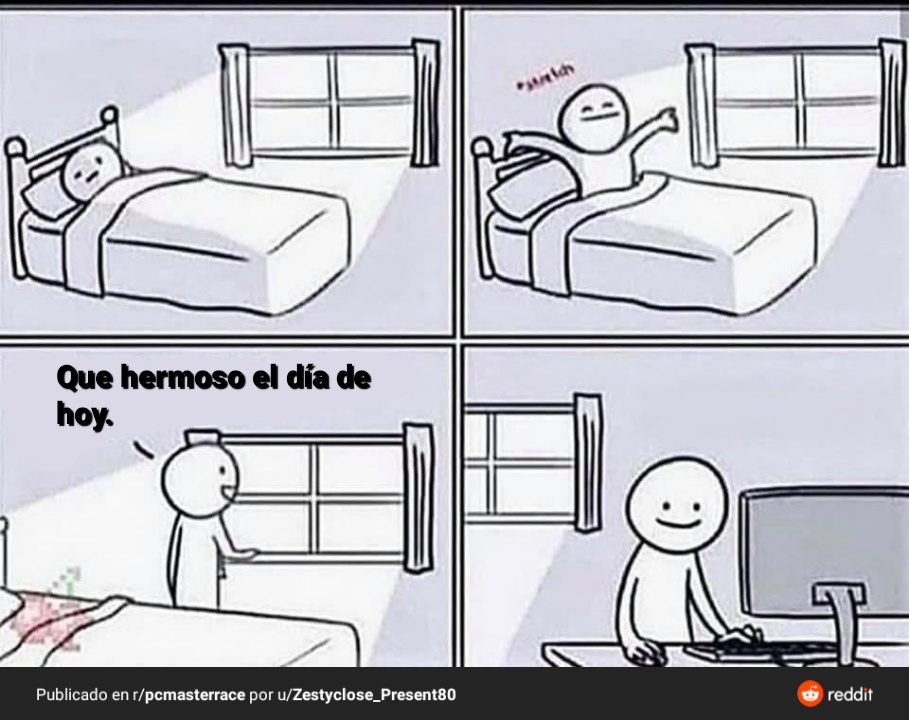 *stretch
Que hermoso el día de
hoy.
Publicado en r/pcmasterrace por u/Zestyclose_Present80
reddit